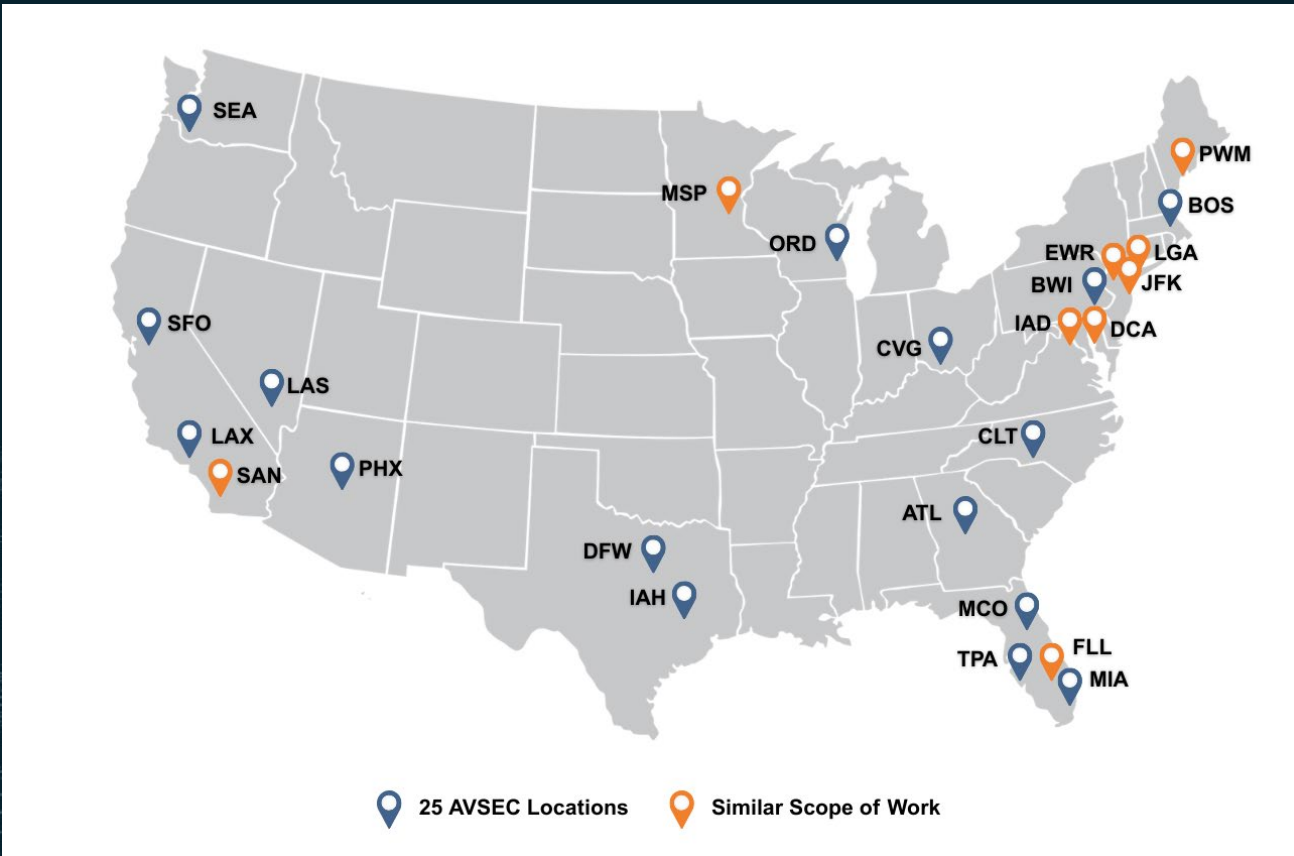 SEA
PWM
MSP
BOS
ORD
EWR
LGA
BWI
JFK
SFO
IAD
DCA
CVG
LAS
LAX
CLT
SAN
PHX
ATL
DFW
IAH
MCO
FLL
TPA
MIA
25 AVSEC Locations
Similar Scope of Work